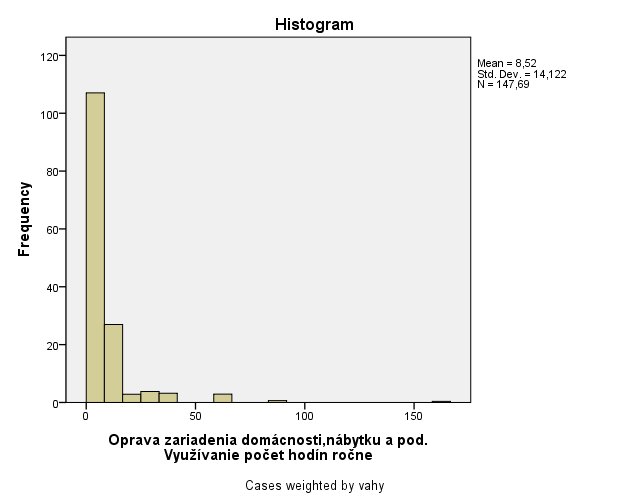 Histogram
Mean = 8,52
Std. Dev. = 14,122
N = 147,69
120
100
80
60
40
20
0
Frequency
0
50
100
150
Oprava zariadenia domácnosti,nábytku a pod.
Využívanie počet hodín ročne
Cases weighted by vahy